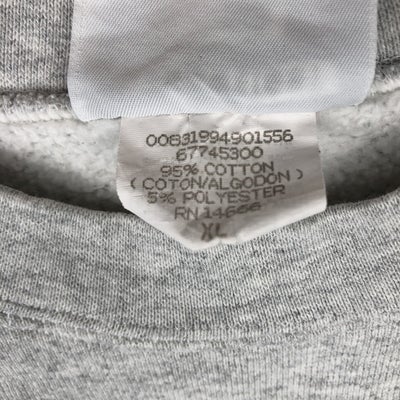 00831994901556
67745300
95% COTTON
(COTON/ALGODON)
5% POLYESTER
RN 14666
XL